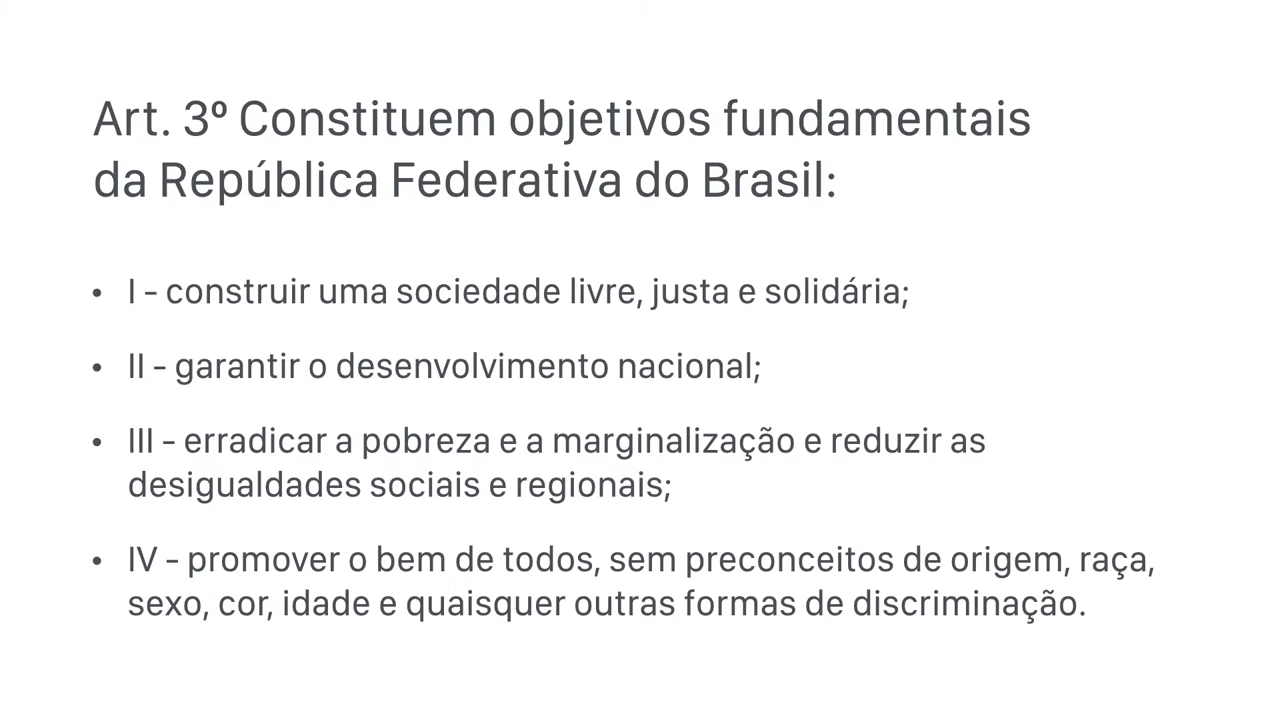 Art. 3º Constituem objetivos fundamentais
da República Federativa do Brasil:
• I - construir uma sociedade livre, justa e solidária;
• II - garantir o desenvolvimento nacional;
• III - erradicar a pobreza e a marginalização e reduzir as
desigualdades sociais e regionais;
• IV - promover o bem de todos, sem preconceitos de origem, raça,
sexo, cor, idade e quaisquer outras formas de discriminação.